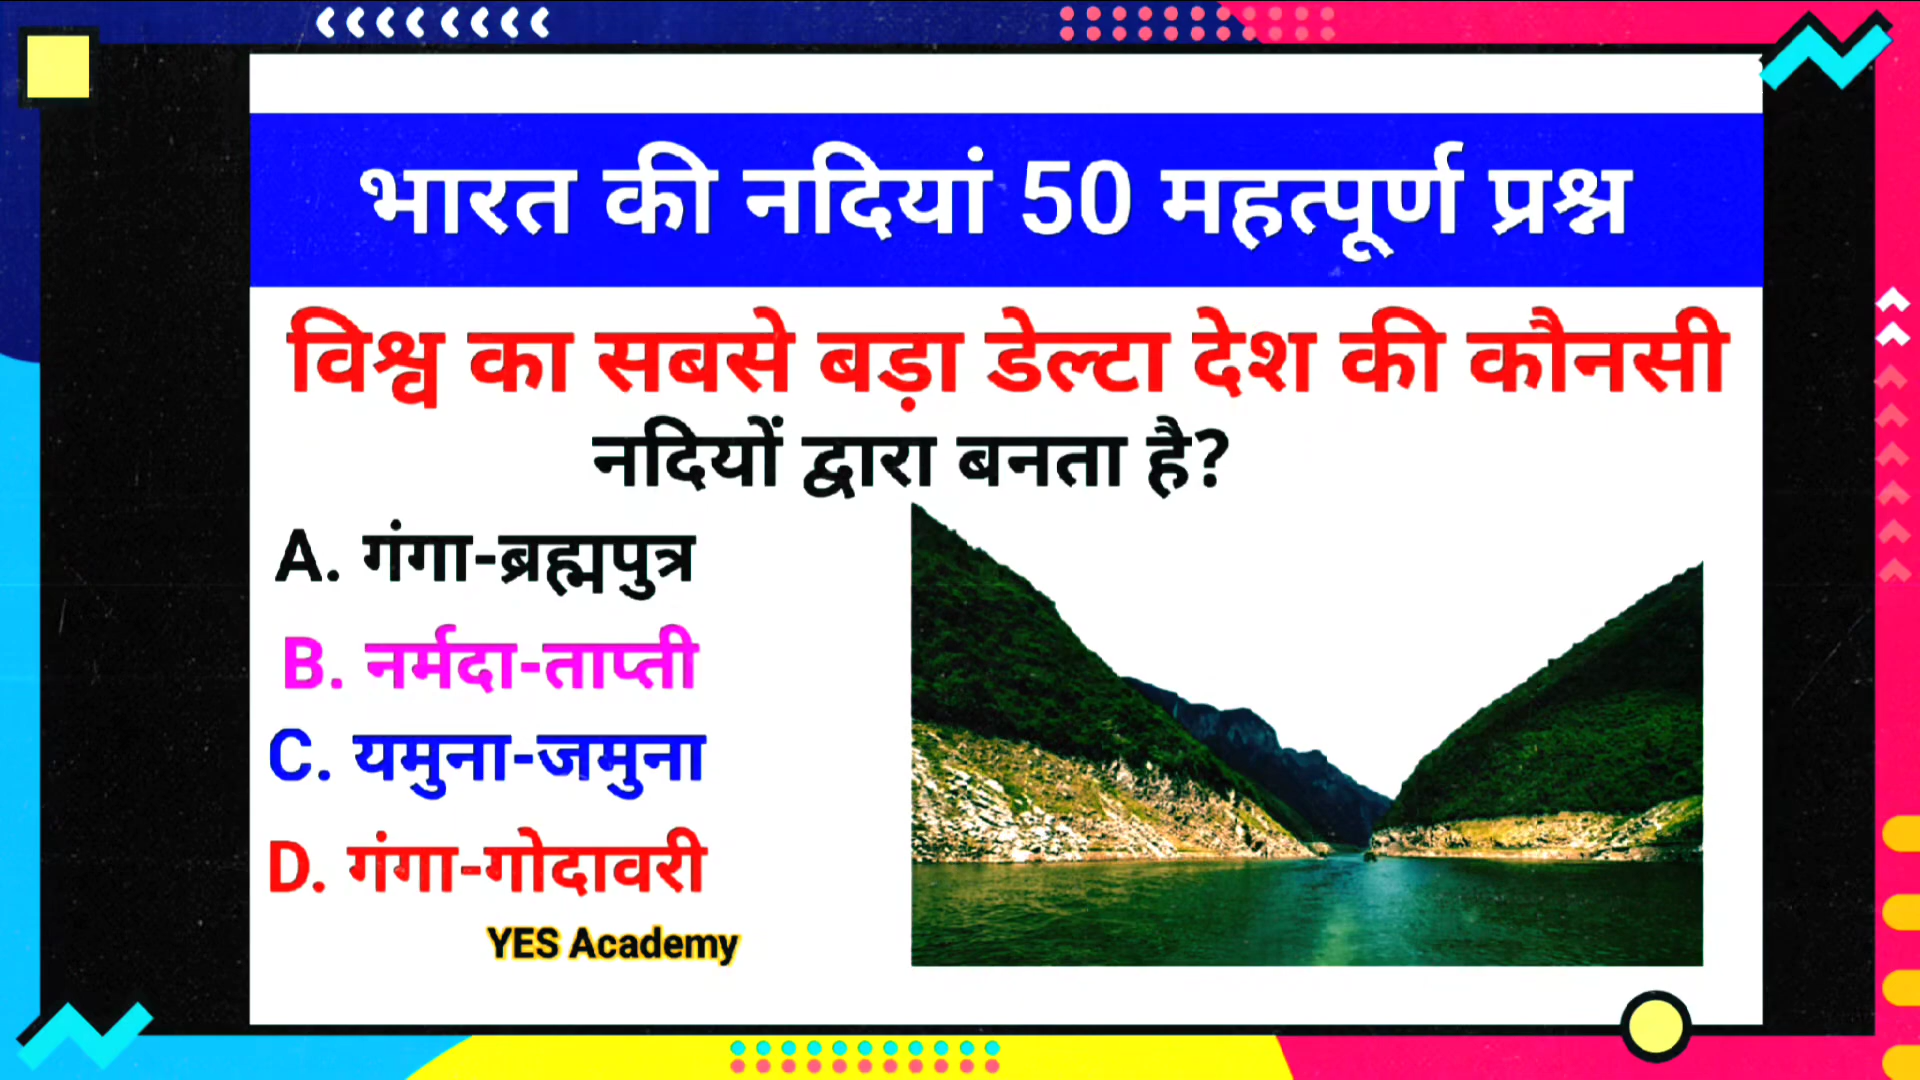 भारत की नदियां 50 महत्पूर्ण प्रश्न
विश्व का सबसे बड़ा डेल्टा देश की कौनसी
नदियों द्वारा बनता है?
A. गंगा-ब्रह्मपुत्र
B. नर्मदा-ताप्ती
C. यमुना-जमुना
D. गंगा-गोदावरी
YES Academy